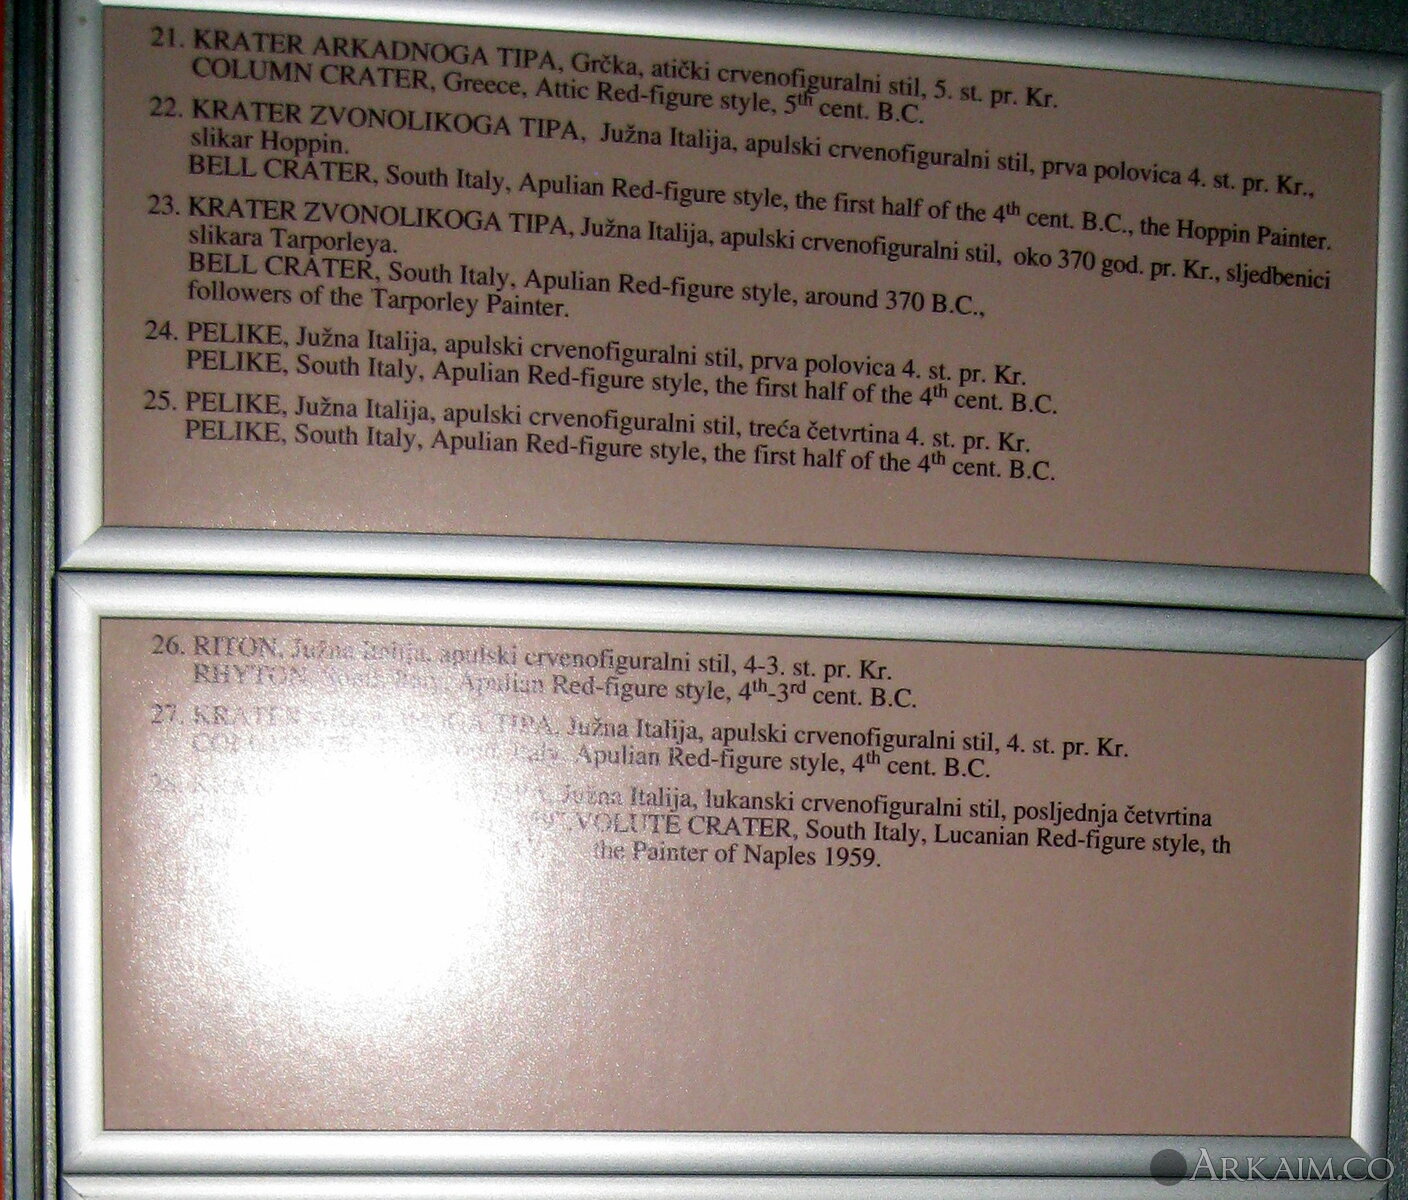 21. KRATER ARKADNOGA TIPA, Grčka, atički crvenofiguralni stil, 5. st. pr. Kr.
COLUMN CRATER, Greece, Attic Red-figure style, 5th cent. B.C.
22. KRATER ZVONOLIKOGA TIPA, Južna Italija, apulski crvenofiguralni stil, prva polovica 4. st. pr. Kr.,
slikar Hoppin.
BELL CRATER, South Italy, Apulian Red-figure style, the first half of the 4th cent. B.C., the Hoppin Painter.
23. KRATER ZVONOLIKOGA TIPA, Južna Italija, apulski crvenofiguralni stil, oko 370 god. pr. Kr., sljedbenici
slikara Tarporleya.
BELL CRATER, South Italy, Apulian Red-figure style, around 370 B.C.,
followers of the Tarporley Painter.
24. PELIKE, Južna Italija, apulski crvenofiguralni stil, prva polovica 4. st. pr. Kr.
PELIKE, South Italy, Apulian Red-figure style, the first half of the 4th cent. B.C.
25. PELIKE, Južna Italija, apulski crvenofiguralni stil, treća četvrtina 4. st. pr. Kr.
PELIKE, South Italy, Apulian Red-figure style, the first half of the 4th cent. B.C.
26. RITON, Južna Italija, apulski crvenofiguralni stil, 4-3. st. pr. Kr.
RHYTON, South Italy, Apulian Red-figure style, 4th-3rd cent. B.C.
27. KRATER TIPA, Južna Italija, apulski crvenofiguralni stil, 4. st. pr. Kr.
Italy, Apulian Red-figure style, 4th cent. B.C.
Južna Italija, lukanski crvenofiguralni stil, posljednja četvrtina
VOLUTE CRATER, South Italy, Lucanian Red-figure style, th
the Painter of Naples 1959.
ARKAIM.CO